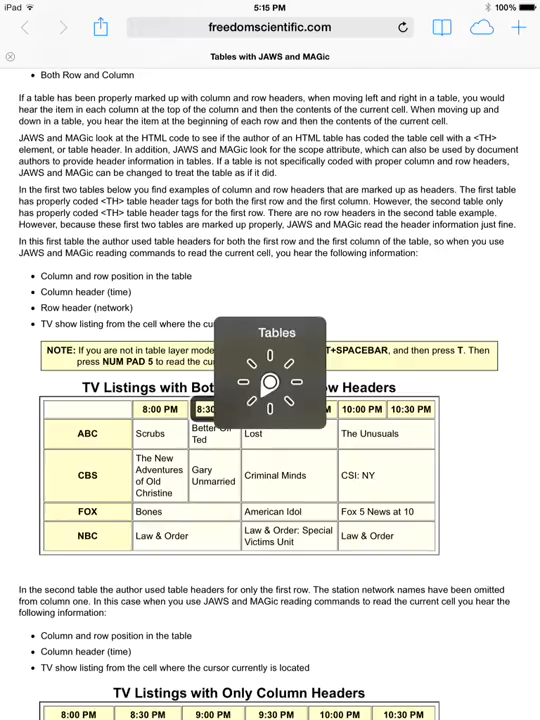 iPad
5:15 PM
100%
freedomscientific.com
Tables with JAWS and MAGic
• Both Row and Column
If a table has been properly marked up with column and row headers, when moving left and right in a table, you would
hear the item in each column at the top of the column and then the contents of the current cell. When moving up and
down in a table, you hear the item at the beginning of each row and then the contents of the current cell.
JAWS and MAGic look at the HTML code to see if the author of an HTML table has coded the table cell with a <TH>
element, or table header. In addition, JAWS and MAGic look for the scope attribute, which can also be used by document
authors to provide header information in tables. If a table is not specifically coded with proper column and row headers,
JAWS and MAGic can be changed to treat the table as if it did.
In the first two tables below you find examples of column and row headers that are marked up as headers. The first table
has properly coded <TH> table header tags for both the first row and the first column. However, the second table only
has properly coded <TH> table header tags for the first row. There are no row headers in the second table example.
However, because these first two tables are marked up properly, JAWS and MAGic read the header information just fine.
In this first table the author used table headers for both the first row and the first column of the table, so when you use
JAWS and MAGic reading commands to read the current cell, you hear the following information:
• Column and row position in the table
• Column header (time)
• Row header (network)
• TV show listing from the cell where the
Tables
NOTE: If you are not in table layer mode T+SPACEBAR, and then press T. Then
press NUM PAD 5 to read the
TV Listings with Headers
8:00 PM 8:30 10:00 PM 10:30 PM
ABC Scrubs Better Off Ted Lost The Unusuals
CBS The New Adventures of Old Christine Gary Unmarried Criminal Minds CSI: NY
FOX Bones American Idol Fox 5 News at 10
NBC Law & Order Law & Order: Special Victims Unit Law & Order
In the second table the author used table headers for only the first row. The station network names have been omitted
from column one. In this case when you use JAWS and MAGic reading commands to read the current cell you hear the
following information:
• Column and row position in the table
• Column header (time)
• TV show listing from the cell where the cursor currently is located
TV Listings with Only Column Headers
8:00 PM 8:30 PM 9:00 PM 9:30 PM 10:00 PM 10:30 PM